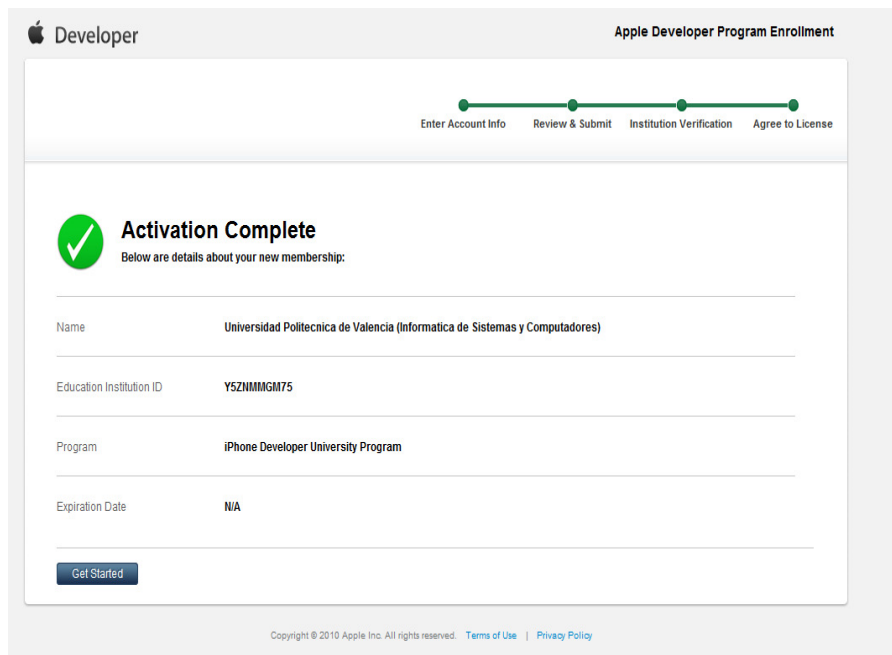 Developer
Apple Developer Program Enrollment
Enter Account Info Review & Submit Institution Verification Agree to License
Activation Complete
Below are details about your new membership:
Name Universidad Politecnica de Valencia (Informatica de Sistemas y Computadores)
Education Institution ID Y5ZNMMGM75
Program iPhone Developer University Program
Expiration Date N/A
Get Started
Copyright © 2010 Apple Inc. All rights reserved. Terms of Use | Privacy Policy